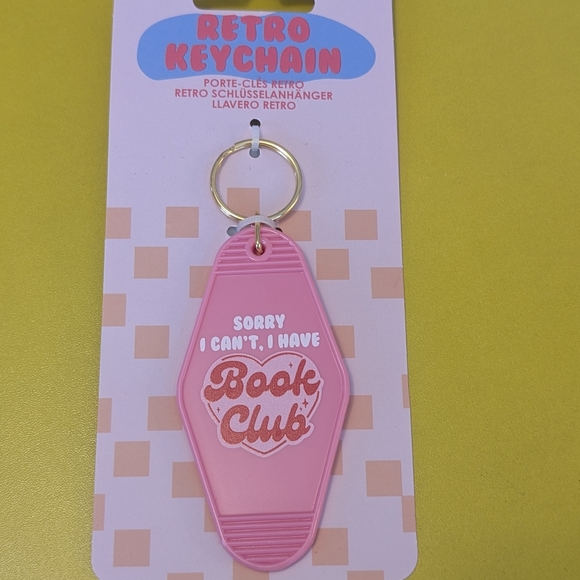 RETRO
KEYCHAIN
PORTE-CLÉS RETRO
RETRO SCHLÜSSELANHÄNGER
LLAVERO RETRO
SORRY
I CAN'T, I HAVE
Book
Club